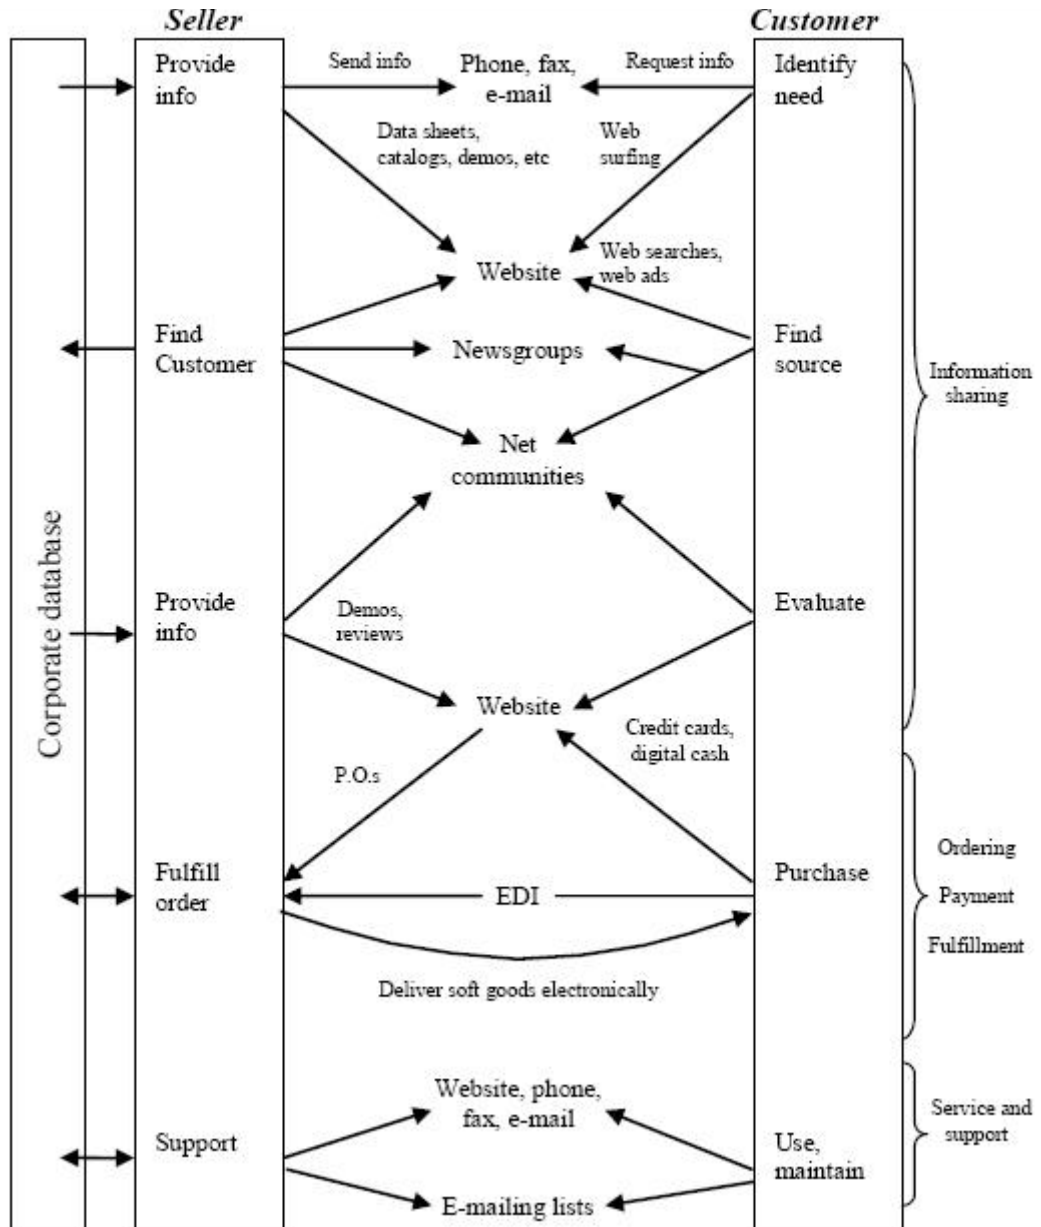 Seller
Customer
Provide
info
Send info
Phone, fax,
e-mail
Request info
Identify
need
Data sheets,
catalogs, demos, etc
Web
surfing
Website
Web searches,
web ads
Find
Customer
Newsgroups
Find
source
Information
sharing
Net
communities
Corporate database
Provide
info
Demos,
reviews
Evaluate
Website
Credit cards,
digital cash
P.O.s
Fulfill
order
EDI
Purchase
Ordering
Payment
Fulfillment
Deliver soft goods electronically
Website, phone,
fax, e-mail
Support
Use,
maintain
Service and
support
E-mailing lists